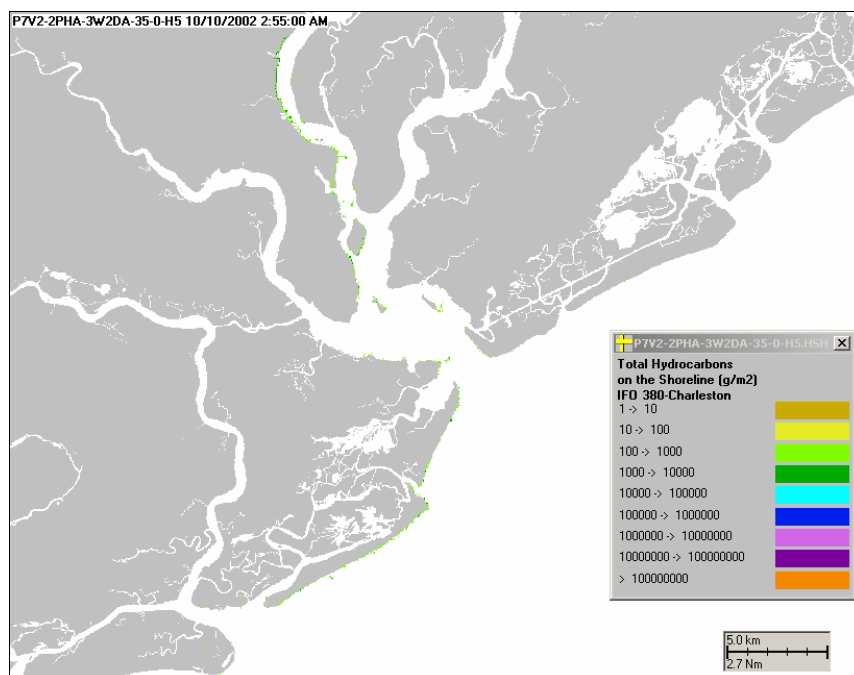 P7V2-2PHA-3W2DA-35-0-H5 10/10/2002 2:55:00 AM
P7V2-2PHA-3W2DA-35-0-H5.HSH
Total Hydrocarbons
on the Shoreline (g/m2)
IFO 380-Charleston
1 -> 10
10 -> 100
100 -> 1000
1000 -> 10000
10000 -> 100000
100000 -> 1000000
1000000 -> 10000000
10000000 -> 100000000
> 100000000
5.0 km
2.7 Nm